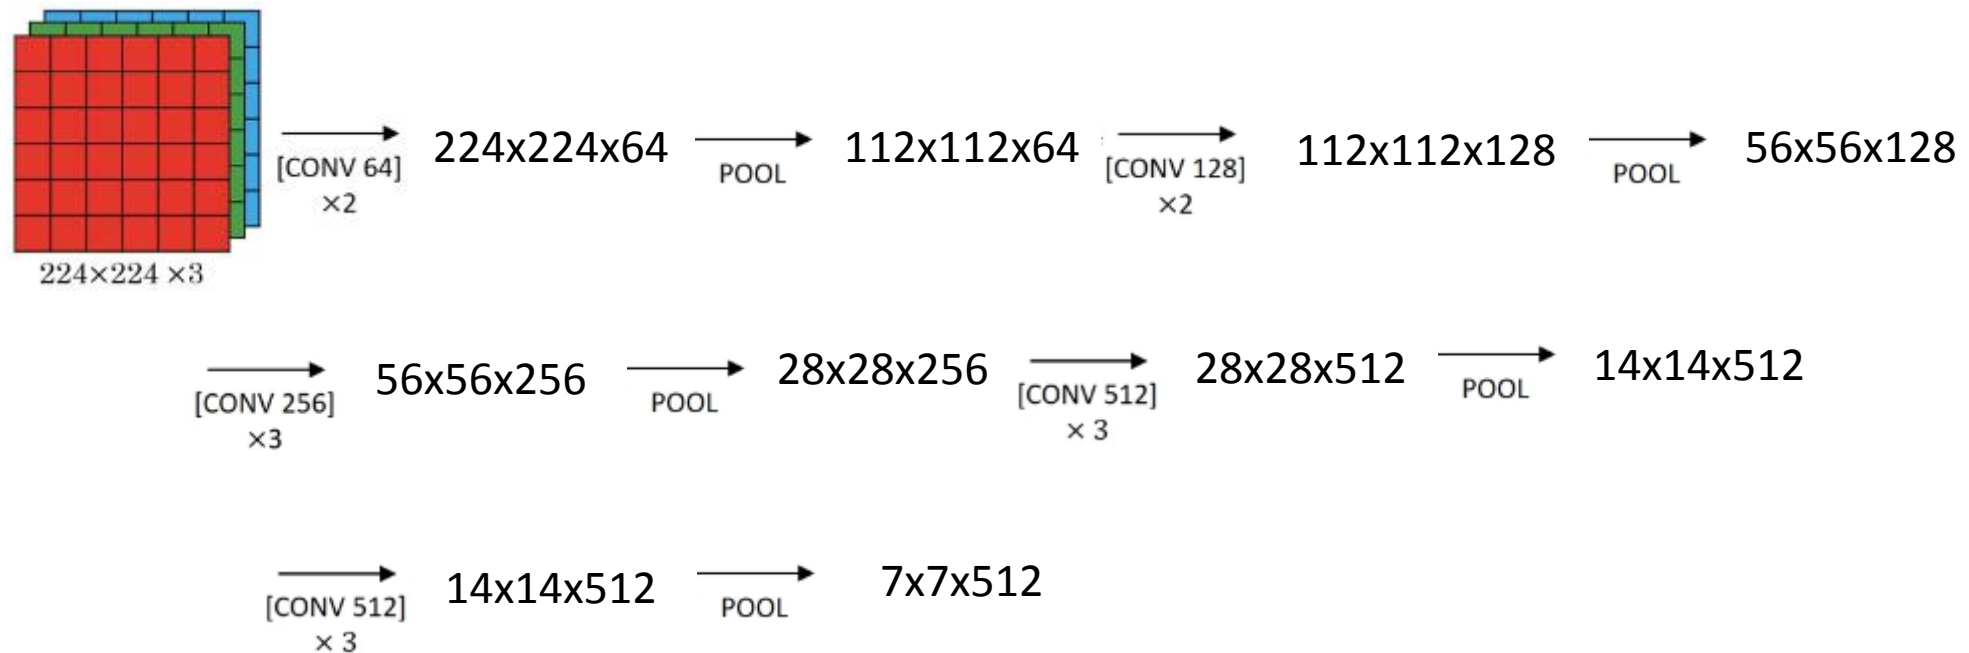 224×224 ×3
[CONV 64]
×2
224x224x64
POOL
112x112x64
[CONV 128]
×2
112x112x128
POOL
56x56x128
[CONV 256]
×3
56x56x256
POOL
28x28x256
[CONV 512]
× 3
28x28x512
POOL
14x14x512
[CONV 512]
× 3
14x14x512
POOL
7x7x512